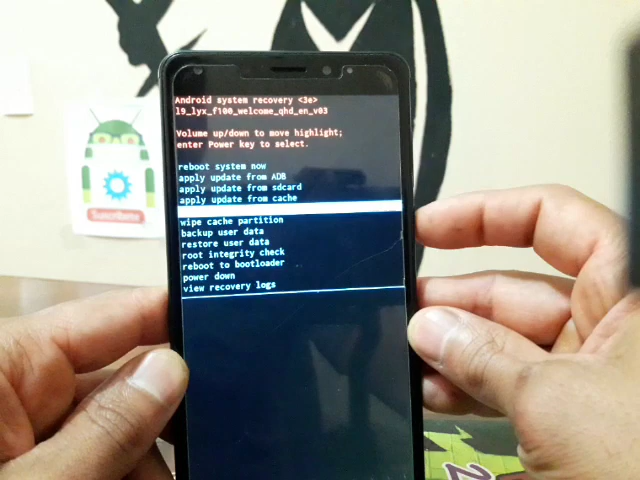 Android system recovery <3e>
l9_lyx_f100_welcome_qhd_en_v03
Volume up/down to move highlight;
enter Power key to select.
reboot system now
apply update from ADB
apply update from sdcard
apply update from cache
wipe cache partition
backup user data
restore user data
root integrity check
reboot to bootloader
power down
view recovery logs
Suscríbete